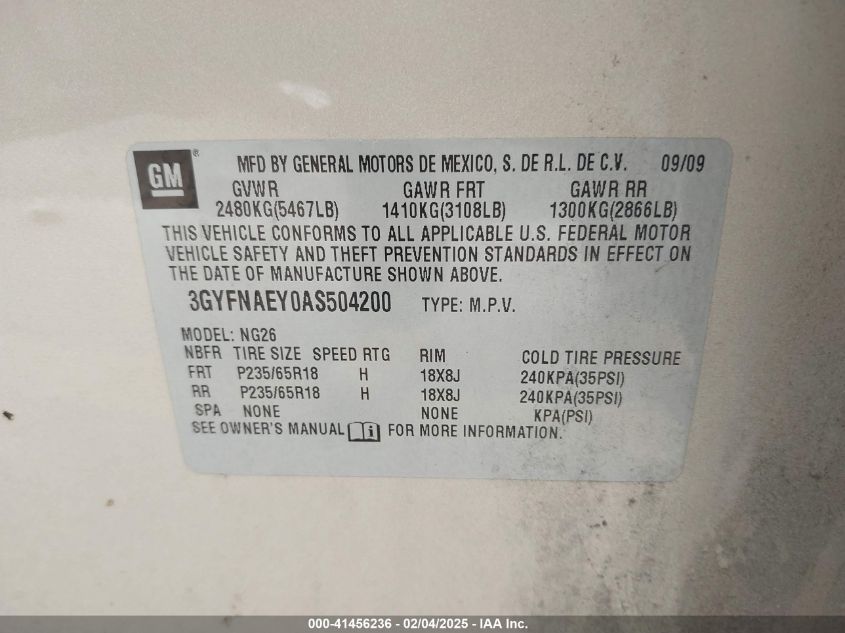 GM®
MFD BY GENERAL MOTORS DE MEXICO, S. DE R.L. DE C.V. 09/09
GVWR GAWR FRT GAWR RR
2480KG(5467LB) 1410KG(3108LB) 1300KG(2866LB)
THIS VEHICLE CONFORMS TO ALL APPLICABLE U.S. FEDERAL MOTOR
VEHICLE SAFETY AND THEFT PREVENTION STANDARDS IN EFFECT ON
THE DATE OF MANUFACTURE SHOWN ABOVE.
3GYFNAEY0AS504200 TYPE: M.P.V.
MODEL: NG26
NBFR TIRE SIZE SPEED RTG RIM COLD TIRE PRESSURE
FRT P235/65R18 H 18X8J 240KPA(35PSI)
RR P235/65R18 H 18X8J 240KPA(35PSI)
SPA NONE NONE KPA(PSI)
SEE OWNER'S MANUAL FOR MORE INFORMATION.
000-41456236 - 02/04/2025 - IAA Inc.